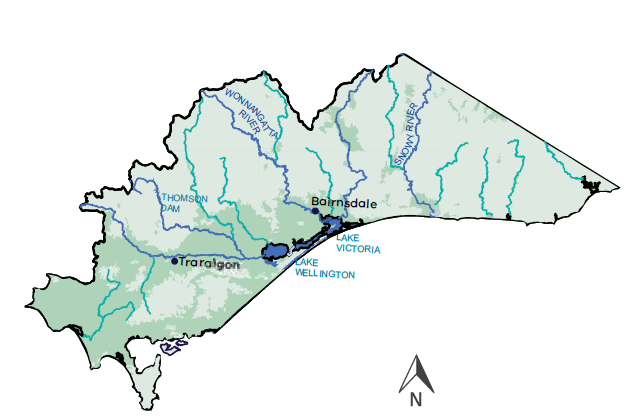 WONNANGATTA
RIVER
SNOWY RIVER
THOMSON
DAM
Bairnsdale
LAKE
VICTORIA
Traralgon
LAKE
WELLINGTON
N